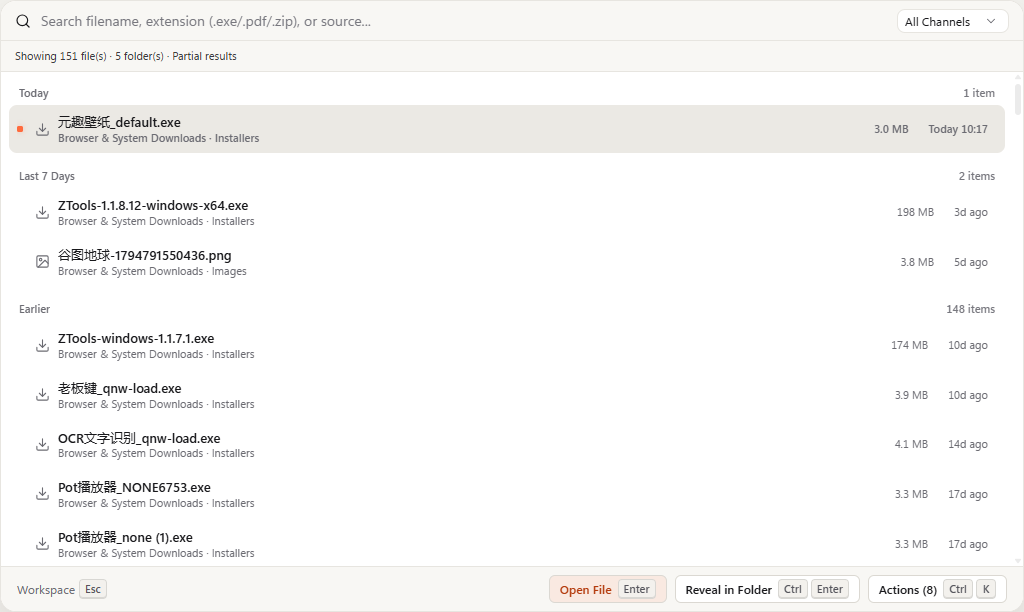 Search filename, extension (.exe/.pdf/.zip), or source...
All Channels
Showing 151 file(s) · 5 folder(s) · Partial results
Today
1 item
元趣壁纸_default.exe
Browser & System Downloads · Installers
3.0 MB
Today 10:17
Last 7 Days
2 items
ZTools-1.1.8.12-windows-x64.exe
Browser & System Downloads · Installers
198 MB
3d ago
谷图地球-1794791550436.png
Browser & System Downloads · Images
3.8 MB
5d ago
Earlier
148 items
ZTools-windows-1.1.7.1.exe
Browser & System Downloads · Installers
174 MB
10d ago
老板键_qnw-load.exe
Browser & System Downloads · Installers
3.9 MB
10d ago
OCR文字识别_qnw-load.exe
Browser & System Downloads · Installers
4.1 MB
14d ago
Pot播放器_NONE6753.exe
Browser & System Downloads · Installers
3.3 MB
17d ago
Pot播放器_none (1).exe
Browser & System Downloads · Installers
3.3 MB
17d ago
Workspace Esc
Open File Enter
Reveal in Folder Ctrl Enter
Actions (8) Ctrl K